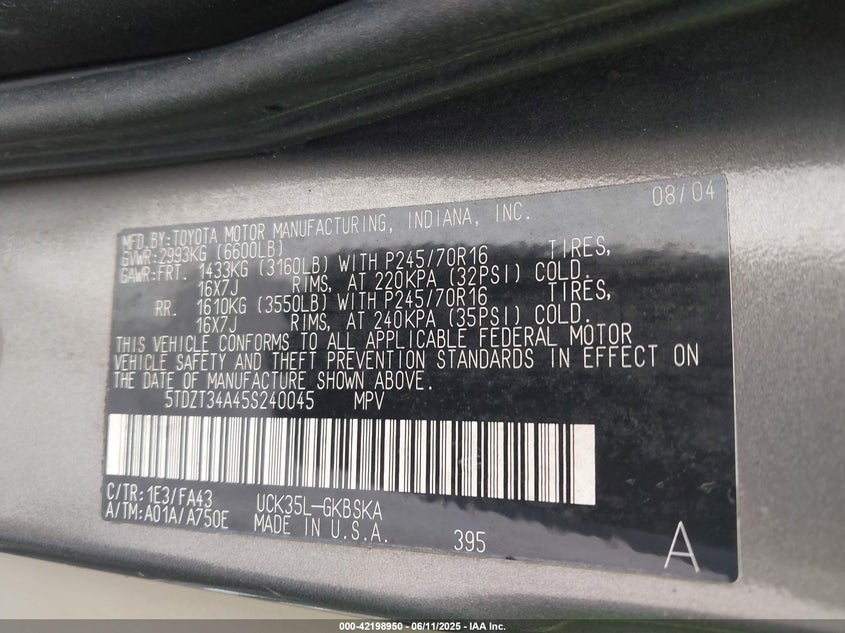 08/04
MFD.BY:TOYOTA MOTOR MANUFACTURING, INDIANA, INC.
GVWR:2993KG (6600LB)
GAWR:FRT. 1433KG (3160LB) WITH P245/70R16 TIRES,
16X7J RIMS, AT 220KPA (32PSI) COLD.
RR. 1610KG (3550LB) WITH P245/70R16 TIRES,
16X7J RIMS, AT 240KPA (35PSI) COLD.
THIS VEHICLE CONFORMS TO ALL APPLICABLE FEDERAL MOTOR
VEHICLE SAFETY AND THEFT PREVENTION STANDARDS IN EFFECT ON
THE DATE OF MANUFACTURE SHOWN ABOVE.
5TDZT34A45S240045 MPV
C/TR:1E3/FA43 UCK35L-GKBSKA
A/TM:A01A/A750E MADE IN U.S.A. 395 A
000-42198950 - 06/11/2025 - IAA Inc.